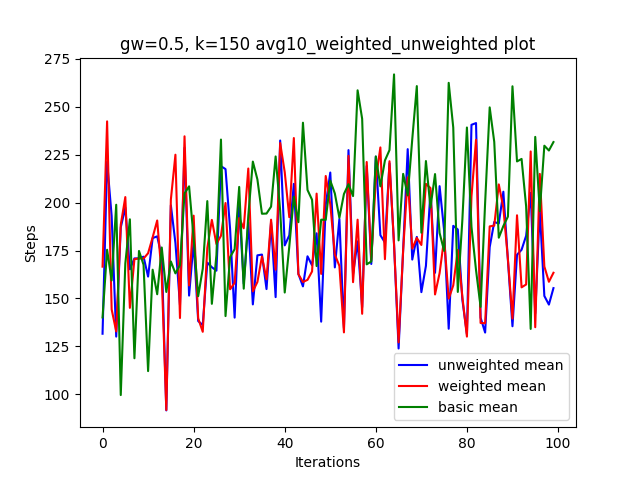 gw=0.5, k=150 avg10_weighted_unweighted plot
275
250
225
200
175
150
125
100
Steps
0 20 40 60 80 100
Iterations
unweighted mean
weighted mean
basic mean